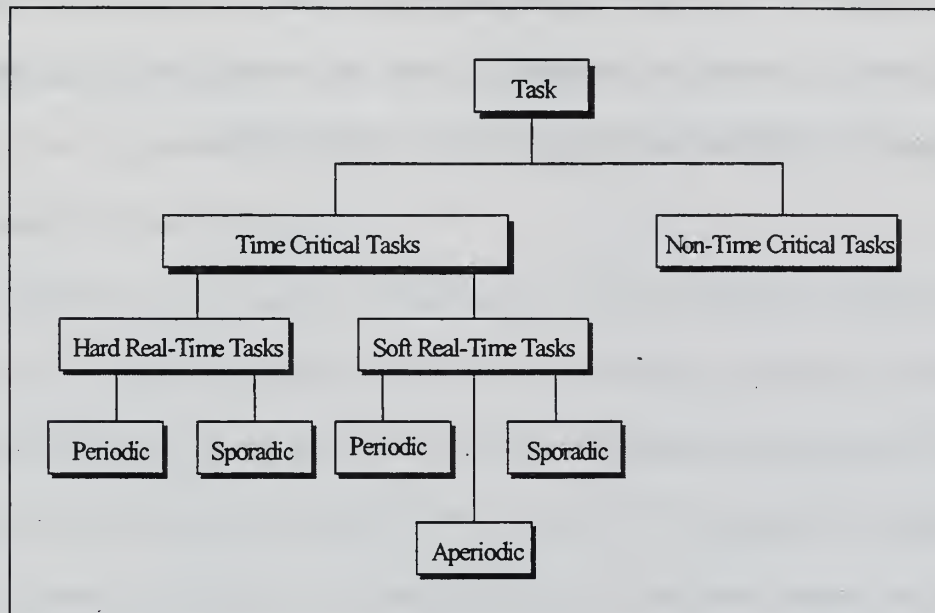 Task
Time Critical Tasks
Non-Time Critical Tasks
Hard Real-Time Tasks
Soft Real-Time Tasks
Periodic
Sporadic
Periodic
Sporadic
Aperiodic